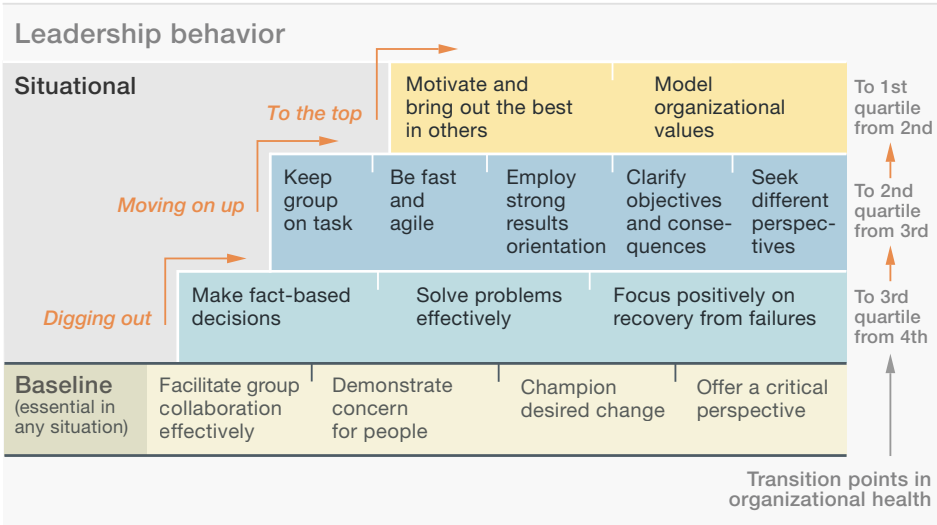 Leadership behavior
Situational
To the top
Motivate and
bring out the best
in others
Model
organizational
values
To 1st
quartile
from 2nd
Moving on up
Keep
group
on task
Be fast
and
agile
Employ
strong
results
orientation
Clarify
objectives
and conse-
quences
Seek
different
perspec-
tives
To 2nd
quartile
from 3rd
Digging out
Make fact-based
decisions
Solve problems
effectively
Focus positively on
recovery from failures
To 3rd
quartile
from 4th
Baseline
(essential in
any situation)
Facilitate group
collaboration
effectively
Demonstrate
concern
for people
Champion
desired change
Offer a critical
perspective
Transition points in
organizational health